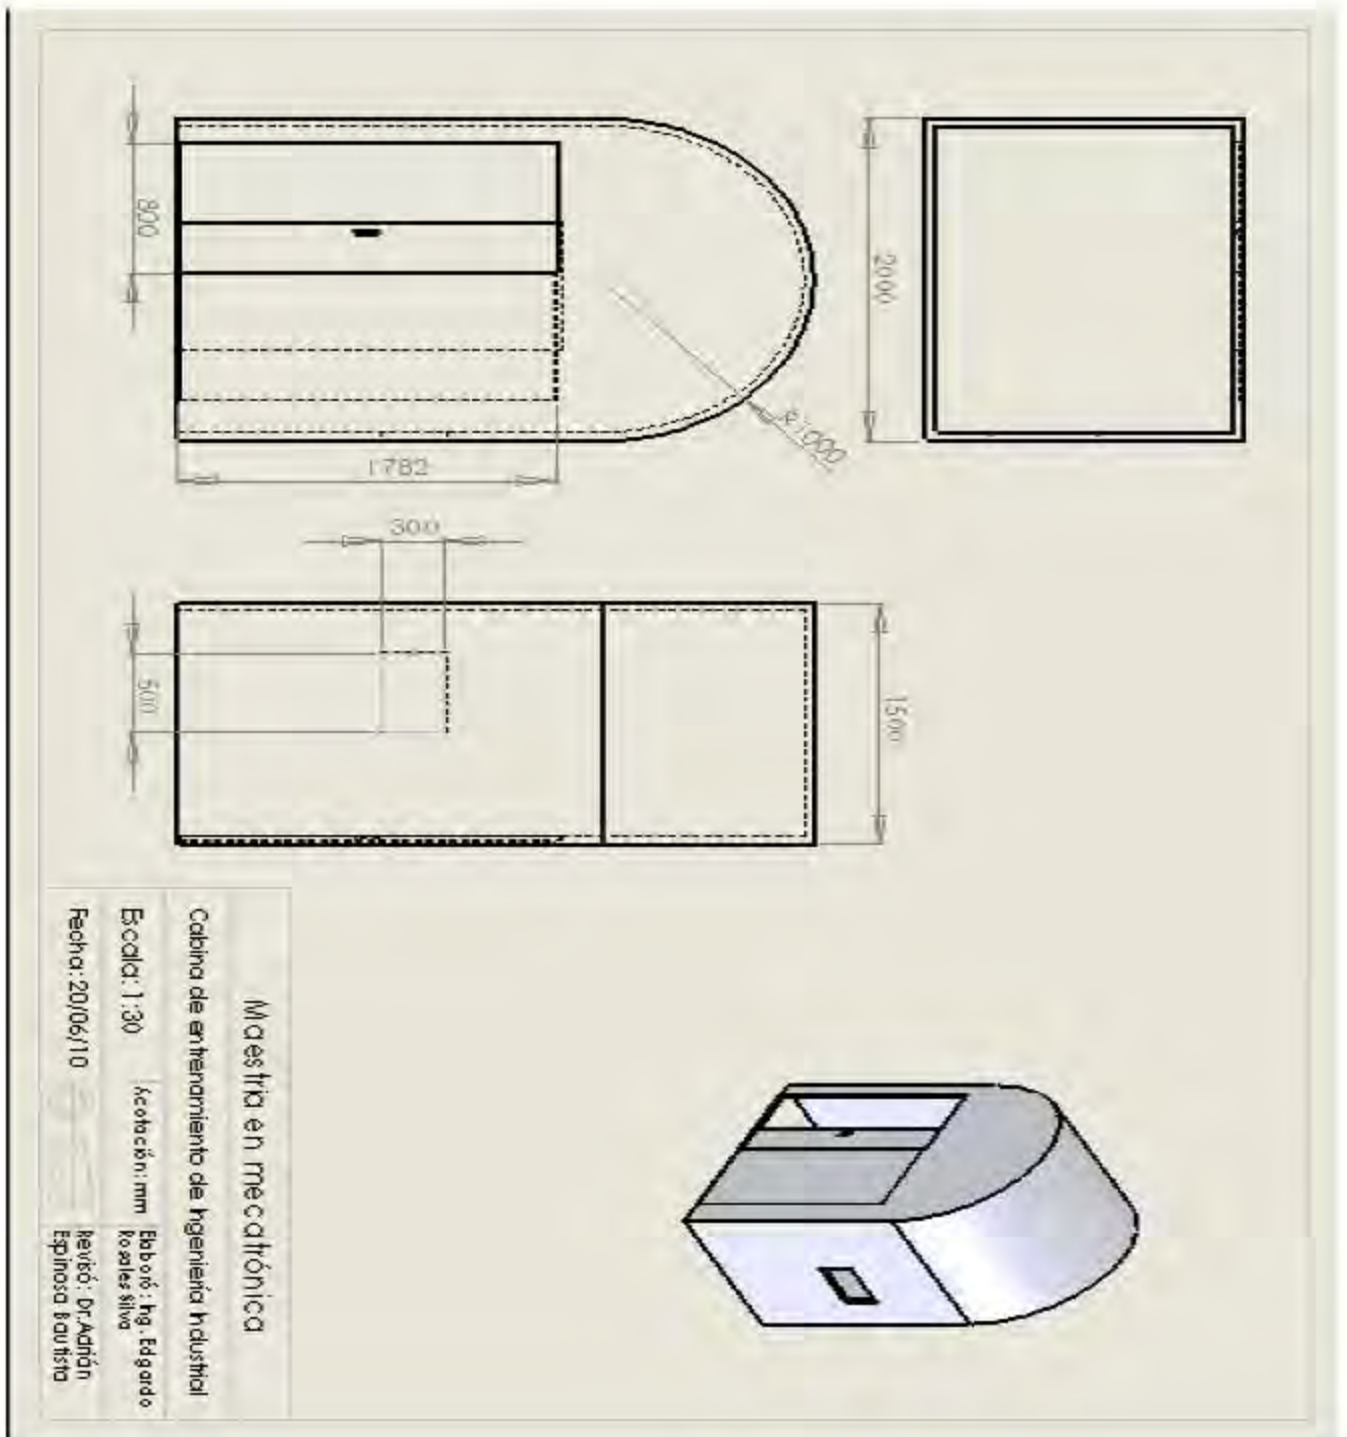 800
2000
R1000
1782
300
500
1500
Maestria en mecatrónica
Cabina de entrenamiento de Ingeniería Industrial
Escala: 1:30
Acotación: mm
Elaboró: Ing. Edgardo
Rosales Silva
Fecha: 20/06/10
Revisó: Dr. Adrián
Espinosa Bautista